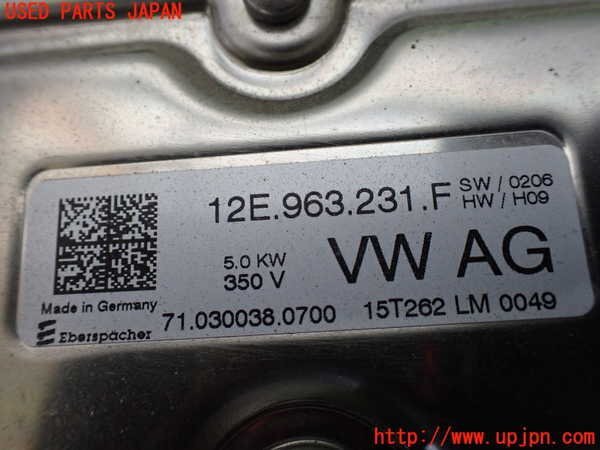 USED PARTS JAPAN
12E.963.231.F SW / 0206
HW / H09
5.0 KW
350 V
VW AG
Made in Germany
Eberspächer
71.030038.0700
15T262 LM 0049
http://www.upjpn.com/